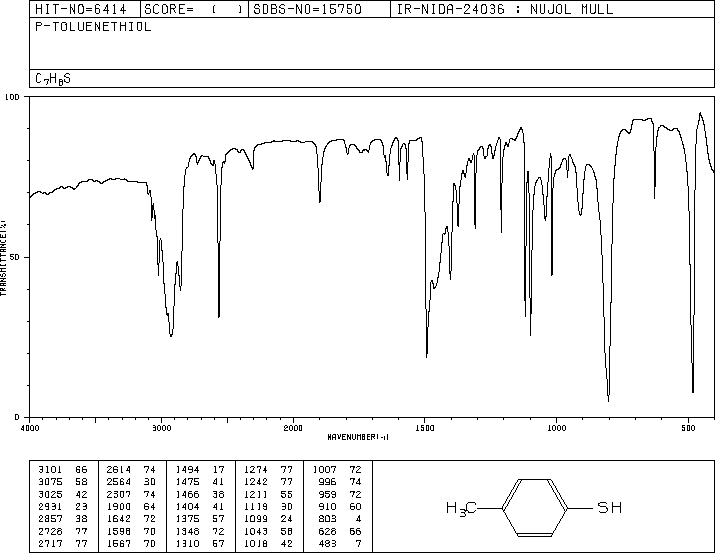 HIT-NO=6414 SCORE= ( ) SDBS-NO=15750 IR-NIDA-24036 : NUJOL MULL
P-TOLUENETHIOL
C7H8S
100
50
0
TRANSMITTANCE(%)
4000 3000 2000 1500 1000 500
WAVENUMBER(-1)
3101 66 2614 74 1494 17 1274 77 1007 72
3075 58 2564 30 1475 41 1242 77 996 74
3025 42 2307 74 1466 38 1211 55 959 72
2931 23 1900 64 1404 41 1119 30 910 60
2857 38 1642 72 1375 57 1099 24 803 4
2728 77 1598 70 1348 72 1043 58 628 66
2717 77 1567 70 1310 57 1018 42 483 7
H3C SH